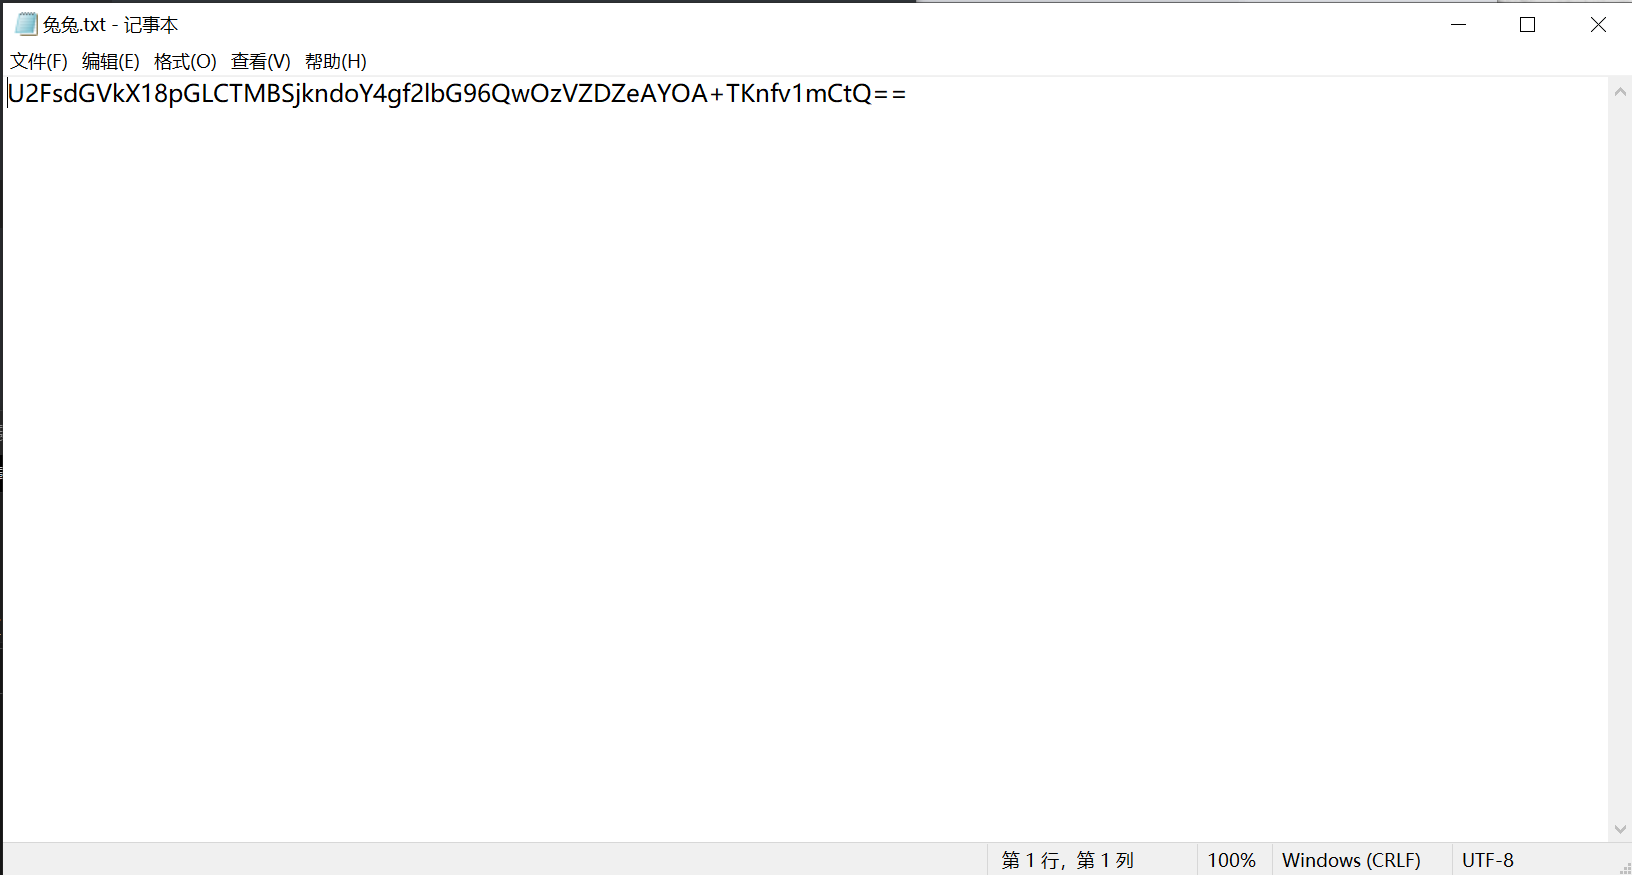 兔兔.txt - 记事本
文件(F) 编辑(E) 格式(O) 查看(V) 帮助(H)
U2FsdGVkX18pGLCTMBSjkndoY4gf2lbG96QwOzVZDZeAYOA+TKnfv1mCtQ==
第 1 行，第 1 列 100% Windows (CRLF) UTF-8